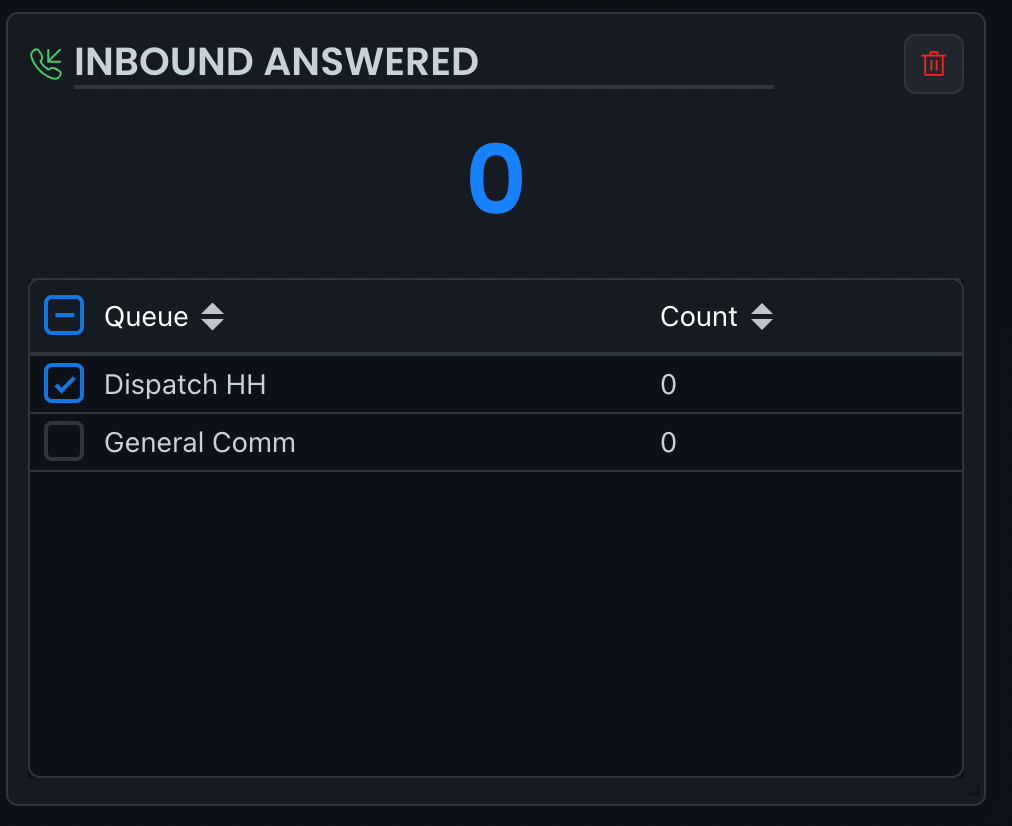 INBOUND ANSWERED
0
Queue Count
Dispatch HH 0
General Comm 0